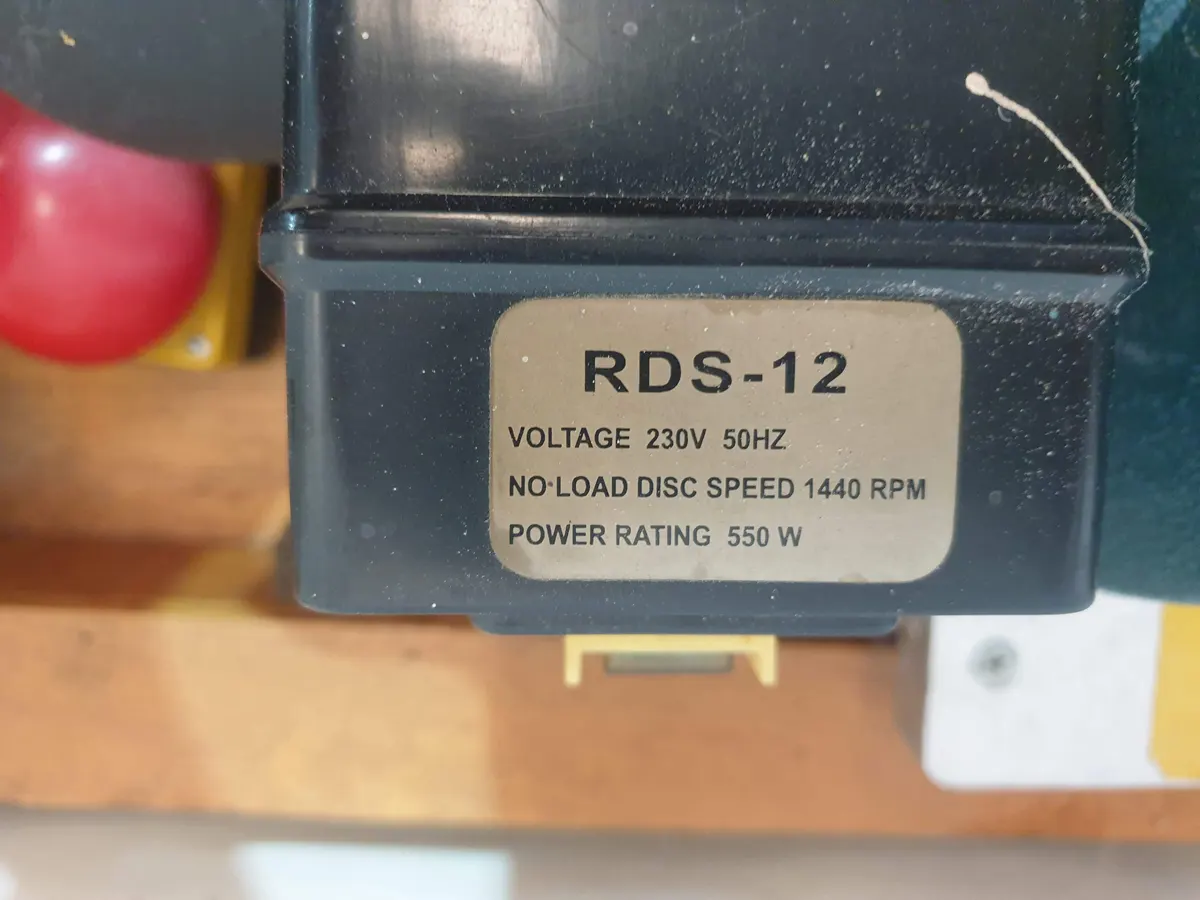 RDS-12
VOLTAGE 230V 50HZ
NO-LOAD DISC SPEED 1440 RPM
POWER RATING 550 W